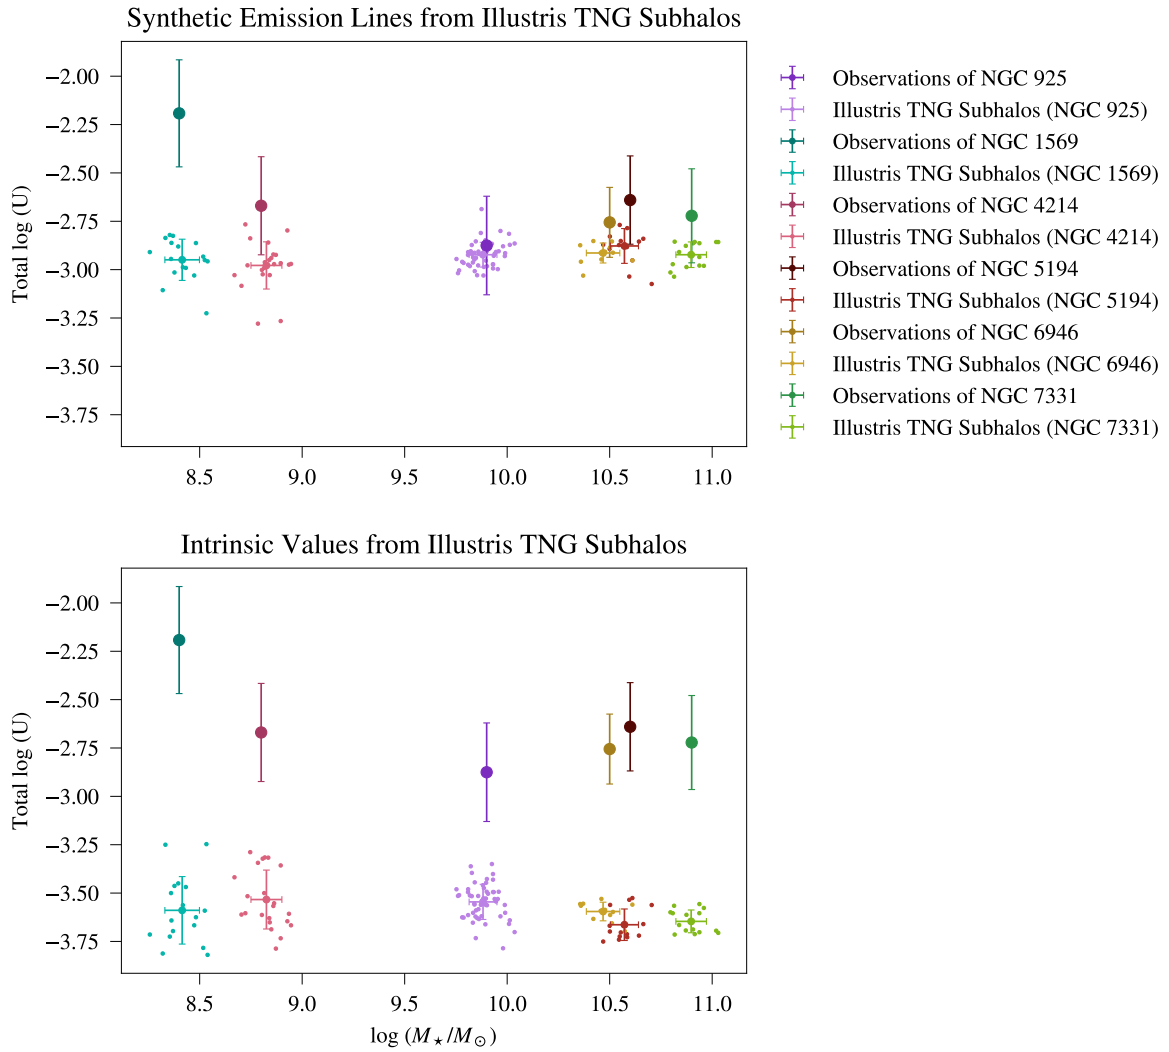 Synthetic Emission Lines from Illustris TNG Subhalos
−2.00
−2.25
−2.50
−2.75
−3.00
−3.25
−3.50
−3.75
Total log (U)
8.5 9.0 9.5 10.0 10.5 11.0
Observations of NGC 925
Illustris TNG Subhalos (NGC 925)
Observations of NGC 1569
Illustris TNG Subhalos (NGC 1569)
Observations of NGC 4214
Illustris TNG Subhalos (NGC 4214)
Observations of NGC 5194
Illustris TNG Subhalos (NGC 5194)
Observations of NGC 6946
Illustris TNG Subhalos (NGC 6946)
Observations of NGC 7331
Illustris TNG Subhalos (NGC 7331)
Intrinsic Values from Illustris TNG Subhalos
−2.00
−2.25
−2.50
−2.75
−3.00
−3.25
−3.50
−3.75
Total log (U)
8.5 9.0 9.5 10.0 10.5 11.0
log (M⋆/M⊙)